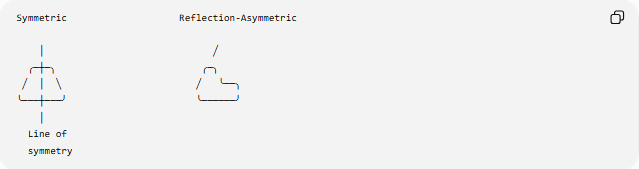 Symmetric
Reflection-Asymmetric
Line of
symmetry